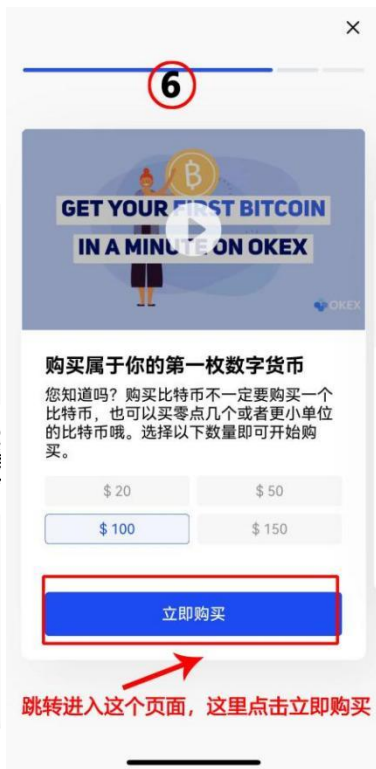 ×
⑥
GET YOUR FIRST BITCOIN
IN A MINUTE ON OKEX
OKEX
购买属于你的第一枚数字货币
您知道吗？购买比特币不一定要购买一个
比特币，也可以买零点几个或者更小单位
的比特币哦。选择以下数量即可开始购
买。
$ 20
$ 50
$ 100
$ 150
立即购买
跳转进入这个页面，这里点击立即购买